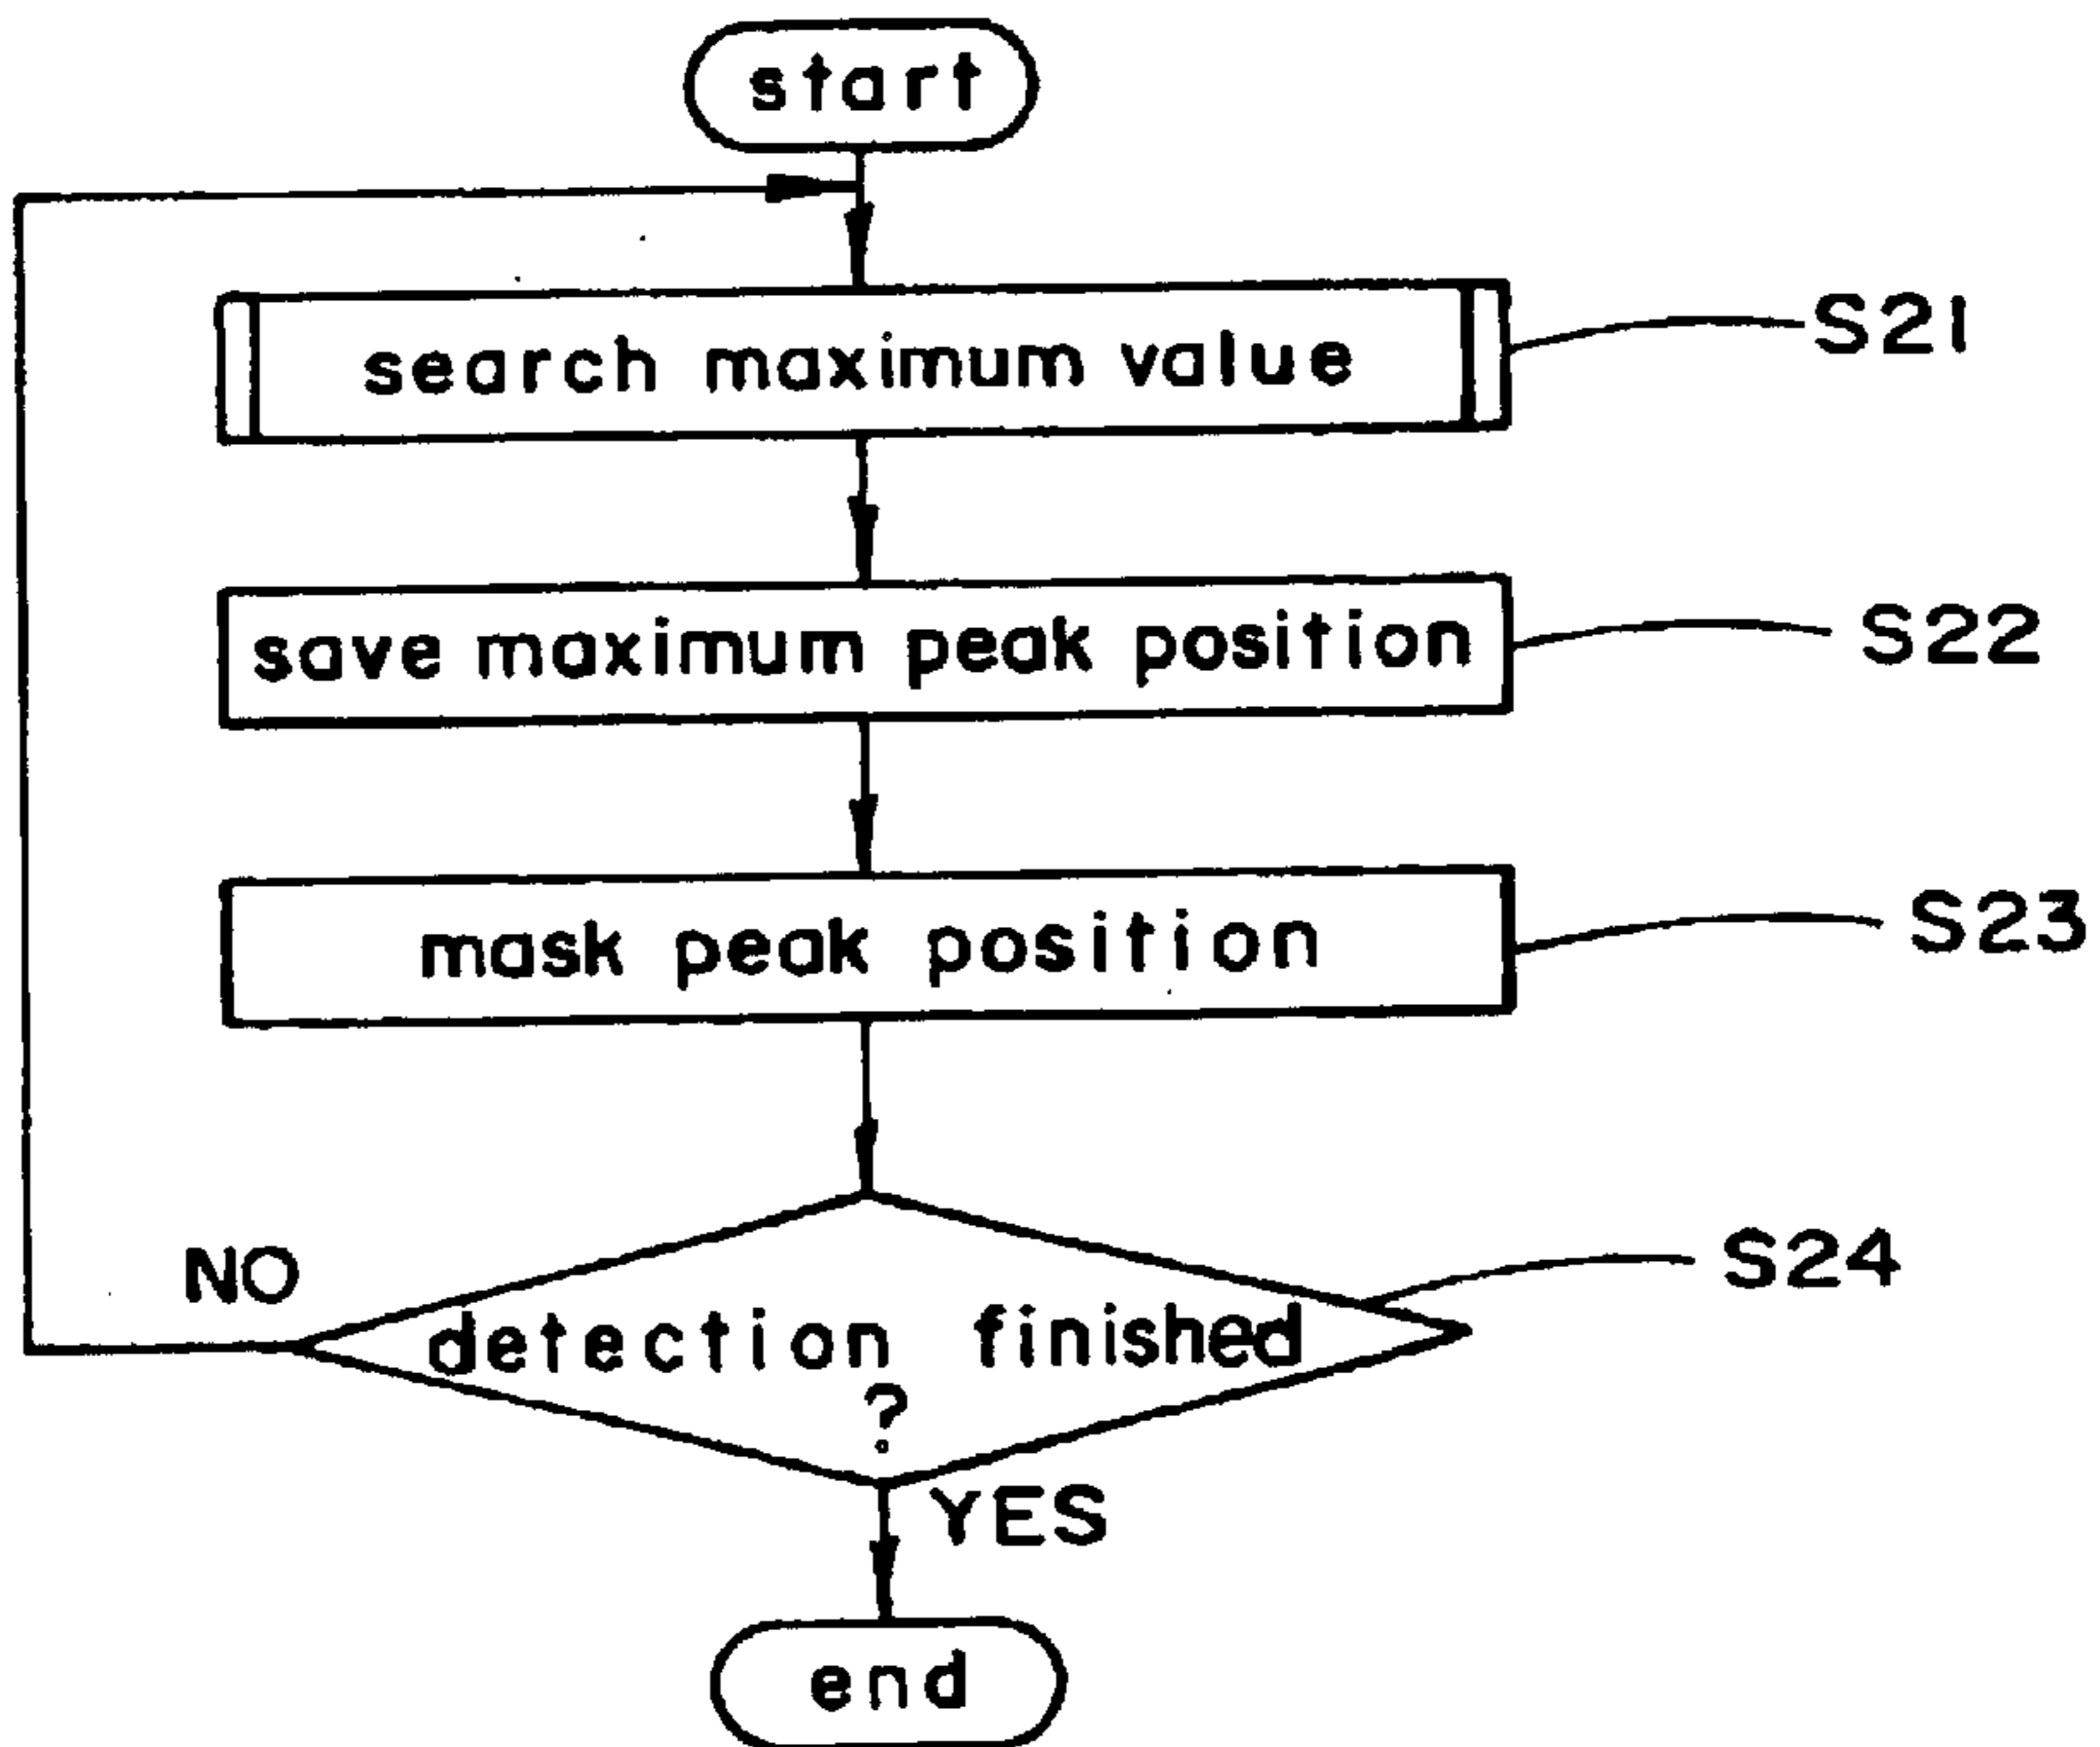 start
search maximum value
S21
save maximum peak position
S22
mask peak position
S23
NO
S24
detection finished
?
YES
end